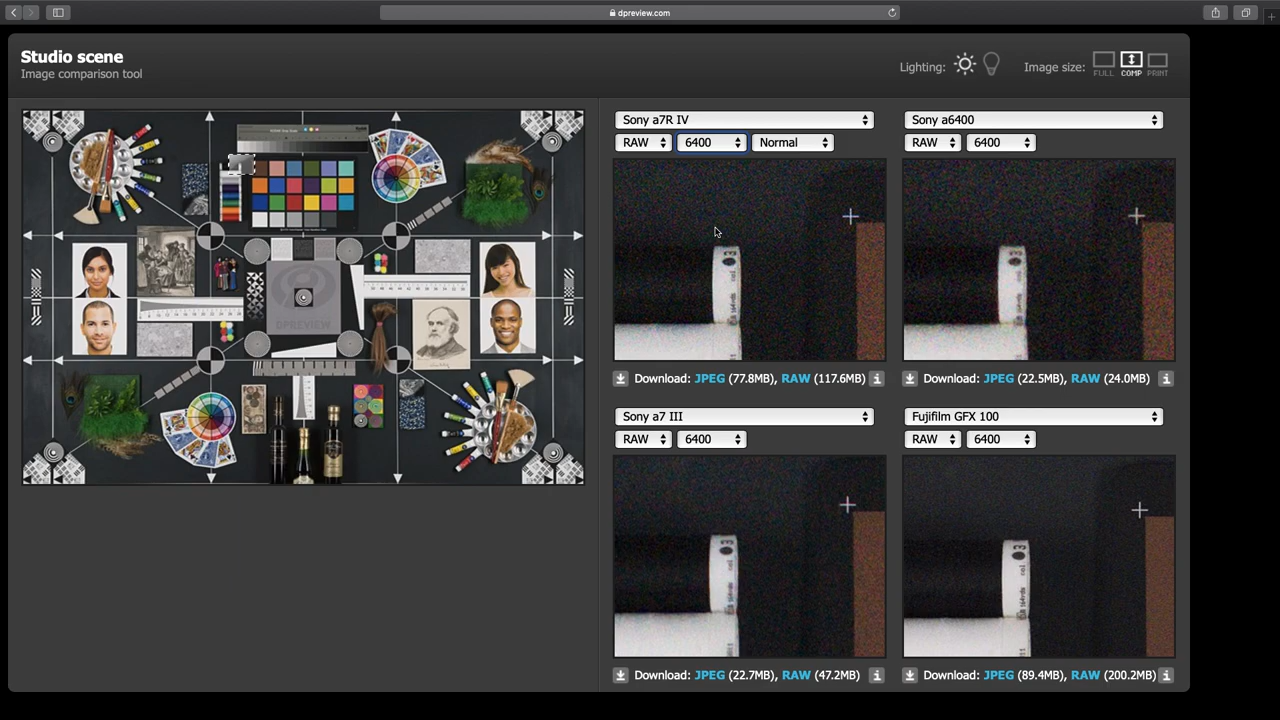 dpreview.com
Studio scene
Image comparison tool
Lighting:
Image size:
FULL
COMP
PRINT
Sony a7R IV
RAW
6400
Normal
Sony a6400
RAW
6400
Download: JPEG (77.8MB), RAW (117.6MB)
Download: JPEG (22.5MB), RAW (24.0MB)
Sony a7 III
RAW
6400
Fujifilm GFX 100
RAW
6400
Download: JPEG (22.7MB), RAW (47.2MB)
Download: JPEG (89.4MB), RAW (200.2MB)
DPREVIEW